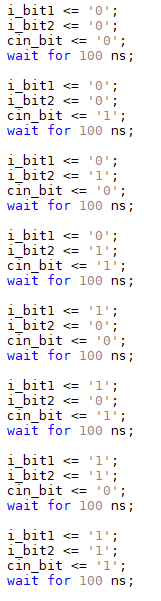 i_bit1 <= '0';
i_bit2 <= '0';
cin_bit <= '0';
wait for 100 ns;

i_bit1 <= '0';
i_bit2 <= '0';
cin_bit <= '1';
wait for 100 ns;

i_bit1 <= '0';
i_bit2 <= '1';
cin_bit <= '0';
wait for 100 ns;

i_bit1 <= '0';
i_bit2 <= '1';
cin_bit <= '1';
wait for 100 ns;

i_bit1 <= '1';
i_bit2 <= '0';
cin_bit <= '0';
wait for 100 ns;

i_bit1 <= '1';
i_bit2 <= '0';
cin_bit <= '1';
wait for 100 ns;

i_bit1 <= '1';
i_bit2 <= '1';
cin_bit <= '0';
wait for 100 ns;

i_bit1 <= '1';
i_bit2 <= '1';
cin_bit <= '1';
wait for 100 ns;